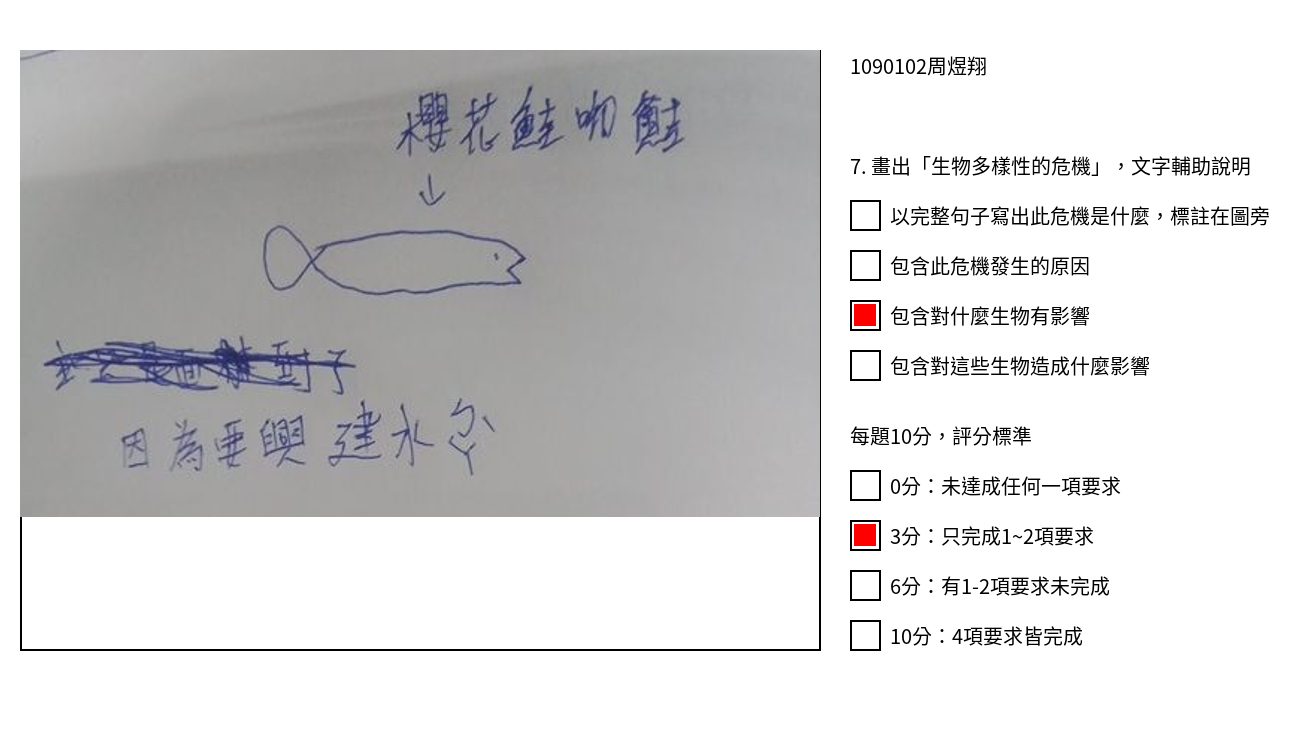 櫻花鮭吻鮭
↓
因為要興建水ㄅㄚˋ
1090102周煜翔
7. 畫出「生物多樣性的危機」，文字輔助說明
以完整句子寫出此危機是什麼，標註在圖旁
包含此危機發生的原因
包含對什麼生物有影響
包含對這些生物造成什麼影響
每題10分，評分標準
0分：未達成任何一項要求
3分：只完成1~2項要求
6分：有1-2項要求未完成
10分：4項要求皆完成